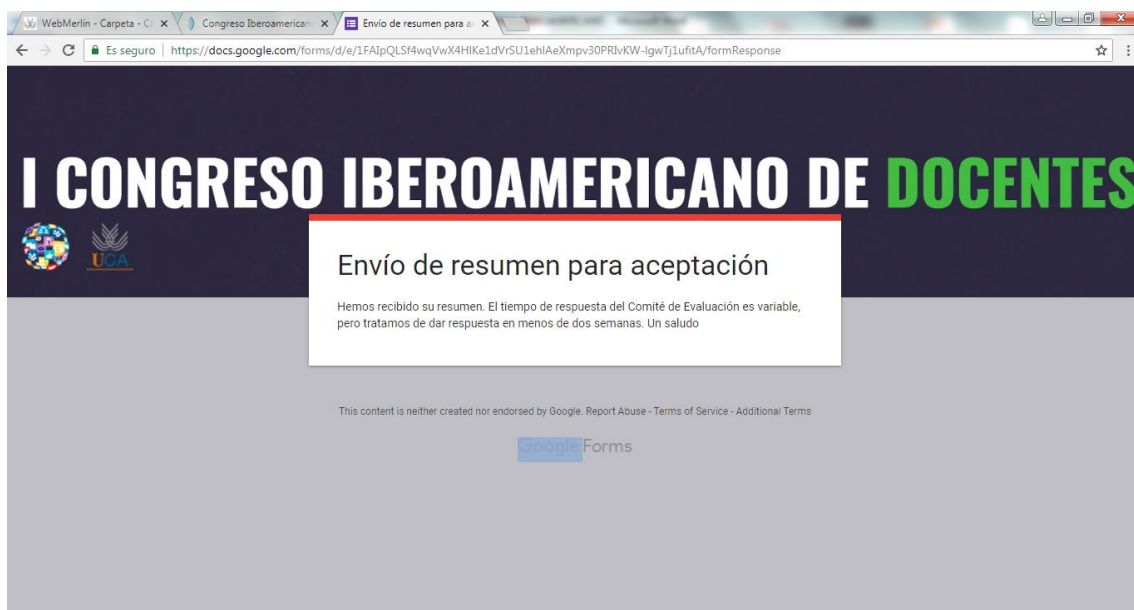 WebMerlin - Carpeta - C
Congreso Iberoamerican
Envío de resumen para a
Es seguro
https://docs.google.com/forms/d/e/1FAIpQLSf4wqVwX4HIKe1dVrSU1ehlAeXmpv30PRIvKW-IgwTj1ufitA/formResponse
I CONGRESO IBEROAMERICANO DE DOCENTES
UCA
Envío de resumen para aceptación
Hemos recibido su resumen. El tiempo de respuesta del Comité de Evaluación es variable,
pero tratamos de dar respuesta en menos de dos semanas. Un saludo
This content is neither created nor endorsed by Google. Report Abuse - Terms of Service - Additional Terms
Google Forms